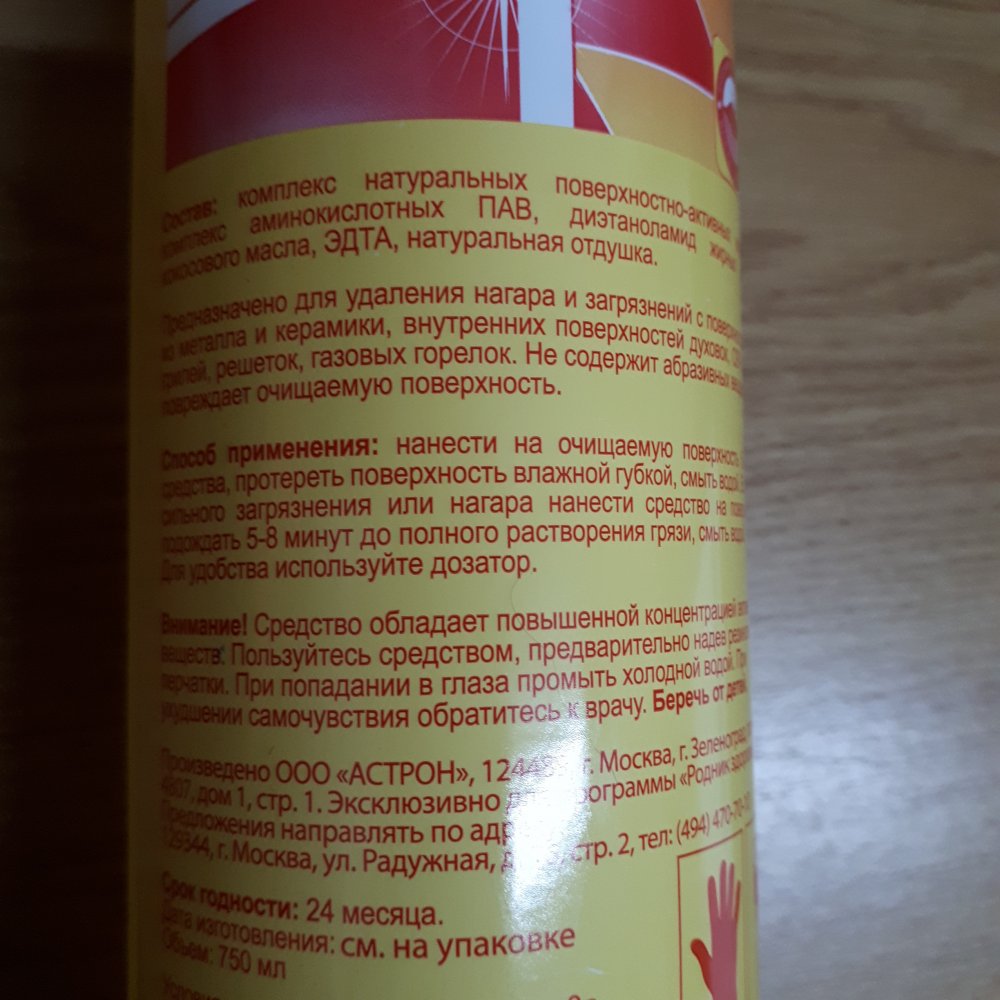 Состав: комплекс натуральных поверхностно-активных
комплекс аминокислотных ПАВ, диэтаноламид жирных
кокосового масла, ЭДТА, натуральная отдушка.
Предназначено для удаления нагара и загрязнений с
из металла и керамики, внутренних поверхностей духовок,
грилей, решеток, газовых горелок. Не содержит абразивных
повреждает очищаемую поверхность.
Способ применения: нанести на очищаемую поверхность
средства, протереть поверхность влажной губкой, смыть водой.
сильного загрязнения или нагара нанести средство на
подождать 5-8 минут до полного растворения грязи, смыть
Для удобства используйте дозатор.
Внимание! Средство обладает повышенной концентрацией
веществ. Пользуйтесь средством, предварительно надев
перчатки. При попадании в глаза промыть холодной водой. При
ухудшении самочувствия обратитесь к врачу. Беречь от детей.
Произведено ООО «АСТРОН», г. Москва, г. Зеленоград,
4807, дом 1, стр. 1. Эксклюзивно для программы «Родник
Предложения направлять по
129344, г. Москва, ул. Радужная, стр. 2, тел: (494) 470-70-
Срок годности: 24 месяца.
Дата изготовления: см. на упаковке
Объем: 750 мл